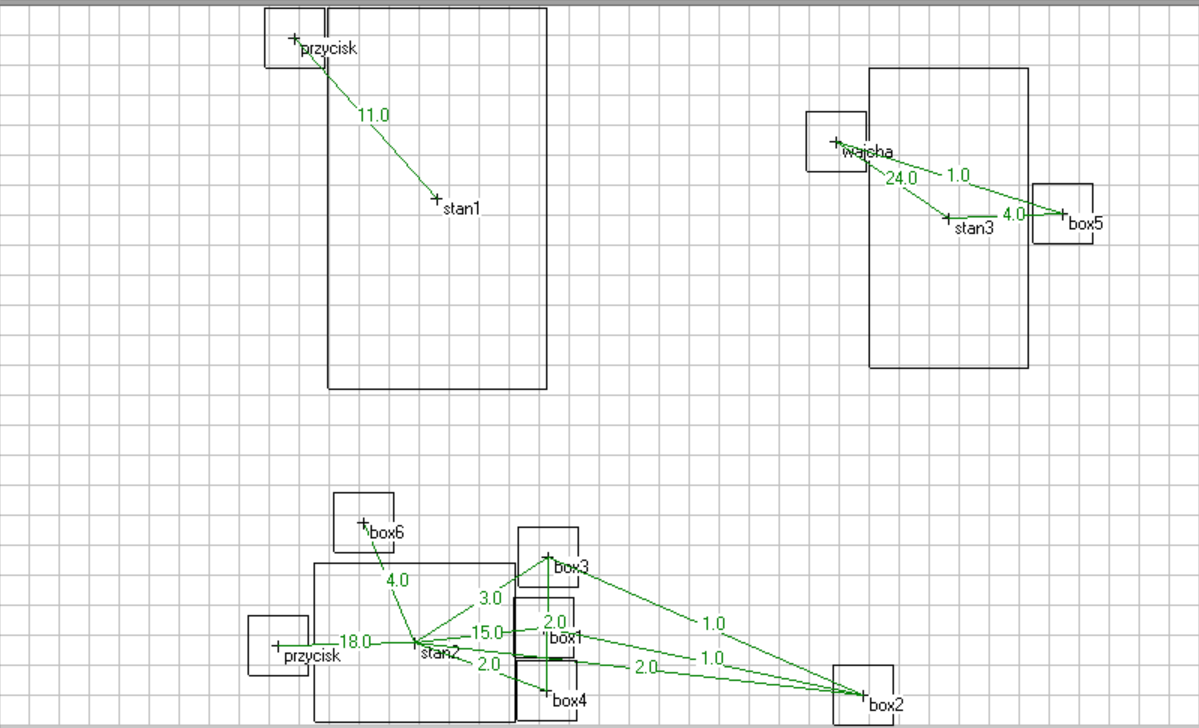 przycisk
11.0
wajcha
1.0
24.0
stan1
4.0
box5
stan3
box6
box3
4.0
3.0
2.0
1.0
15.0
box1
18.0
przycisk
stan2
2.0
2.0
1.0
box4
box2